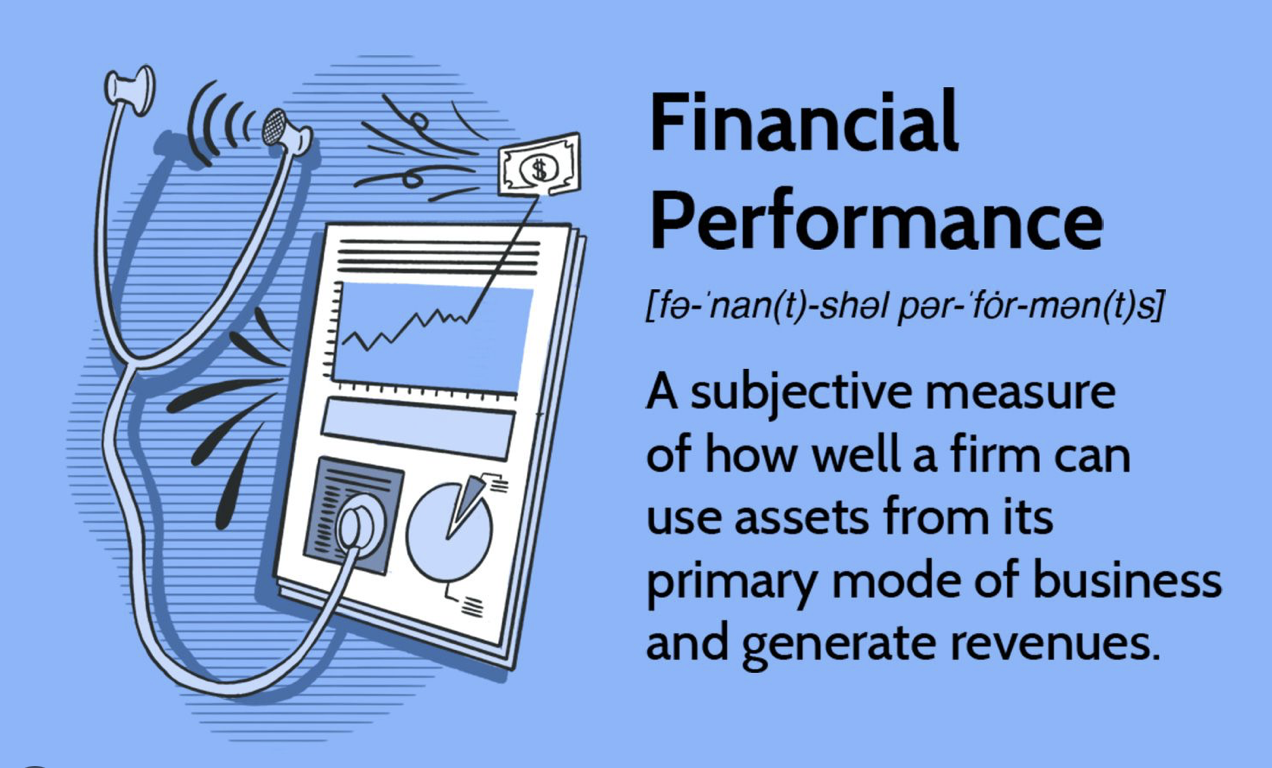 $
Financial
Performance
[fə-ˈnan(t)-shəl pər-ˈfȯr-mən(t)s]
A subjective measure
of how well a firm can
use assets from its
primary mode of business
and generate revenues.